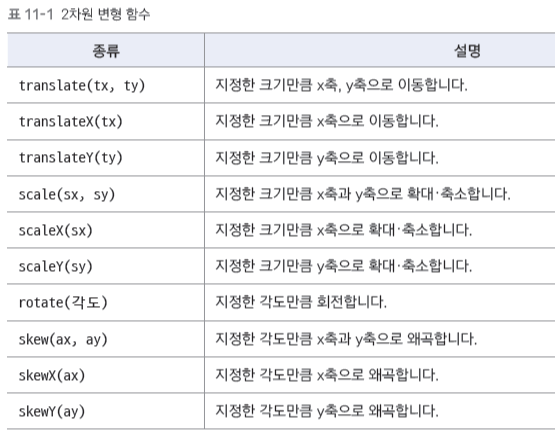 표 11-1 2차원 변형 함수
종류 설명
translate(tx, ty) 지정한 크기만큼 x축, y축으로 이동합니다.
translateX(tx) 지정한 크기만큼 x축으로 이동합니다.
translateY(ty) 지정한 크기만큼 y축으로 이동합니다.
scale(sx, sy) 지정한 크기만큼 x축과 y축으로 확대·축소합니다.
scaleX(sx) 지정한 크기만큼 x축으로 확대·축소합니다.
scaleY(sy) 지정한 크기만큼 y축으로 확대·축소합니다.
rotate(각도) 지정한 각도만큼 회전합니다.
skew(ax, ay) 지정한 각도만큼 x축과 y축으로 왜곡합니다.
skewX(ax) 지정한 각도만큼 x축으로 왜곡합니다.
skewY(ay) 지정한 각도만큼 y축으로 왜곡합니다.